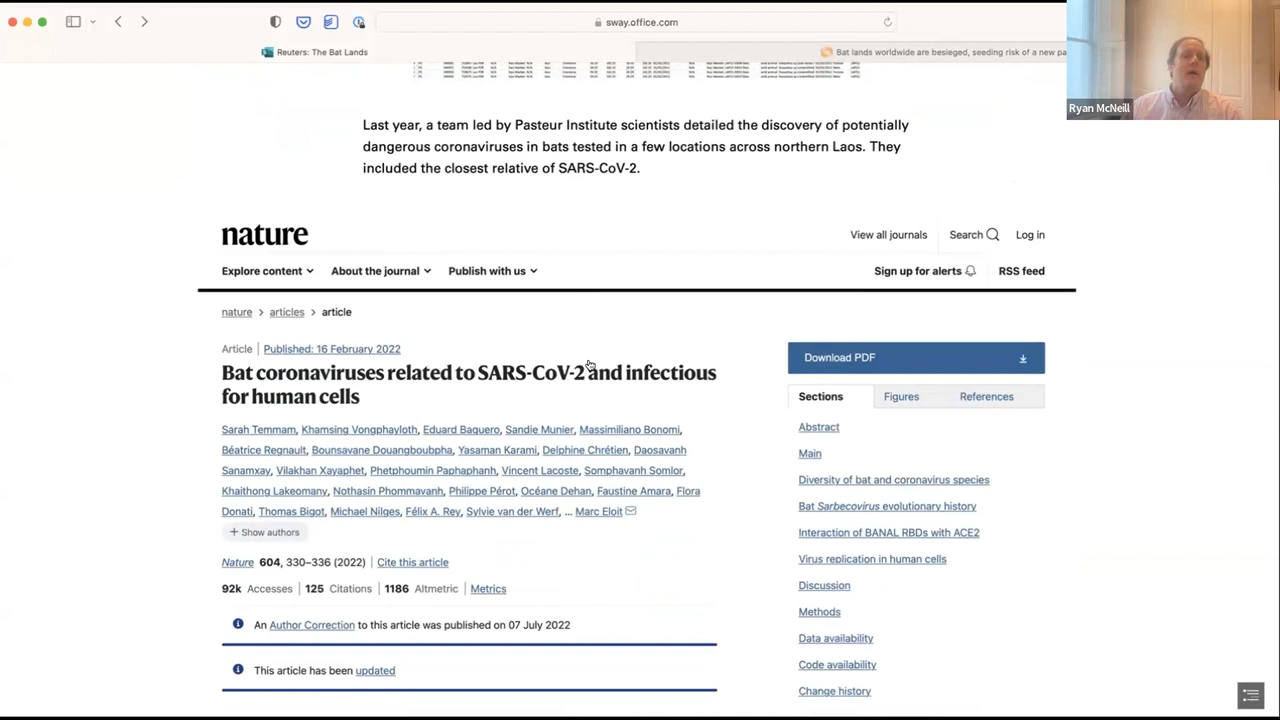 sway.office.com
Reuters: The Bat Lands
Bat lands worldwide are besieged, seeding risk of a new pa
Ryan McNeill
Last year, a team led by Pasteur Institute scientists detailed the discovery of potentially
dangerous coronaviruses in bats tested in a few locations across northern Laos. They
included the closest relative of SARS-CoV-2.
nature
View all journals
Search
Log in
Explore content
About the journal
Publish with us
Sign up for alerts
RSS feed
nature > articles > article
Article | Published: 16 February 2022
Bat coronaviruses related to SARS-CoV-2 and infectious
for human cells
Sarah Temmam, Khamsing Vongphayloth, Eduard Baquero, Sandie Munier, Massimiliano Bonomi,
Béatrice Regnault, Bounsavane Douangboubpha, Yasaman Karami, Delphine Chrétien, Daosavanh
Sanamxay, Vilakhan Xayaphet, Phetphoumin Paphaphanh, Vincent Lacoste, Somphavanh Somlor,
Khaithong Lakeomany, Nothasin Phommavanh, Philippe Pérot, Océane Dehan, Faustine Amara, Flora
Donati, Thomas Bigot, Michael Nilges, Félix A. Rey, Sylvie van der Werf, ... Marc Eloit
+ Show authors
Nature 604, 330–336 (2022) | Cite this article
92k Accesses | 125 Citations | 1186 Altmetric | Metrics
An Author Correction to this article was published on 07 July 2022
This article has been updated
Download PDF
Sections
Figures
References
Abstract
Main
Diversity of bat and coronavirus species
Bat Sarbecovirus evolutionary history
Interaction of BANAL RBDs with ACE2
Virus replication in human cells
Discussion
Methods
Data availability
Code availability
Change history